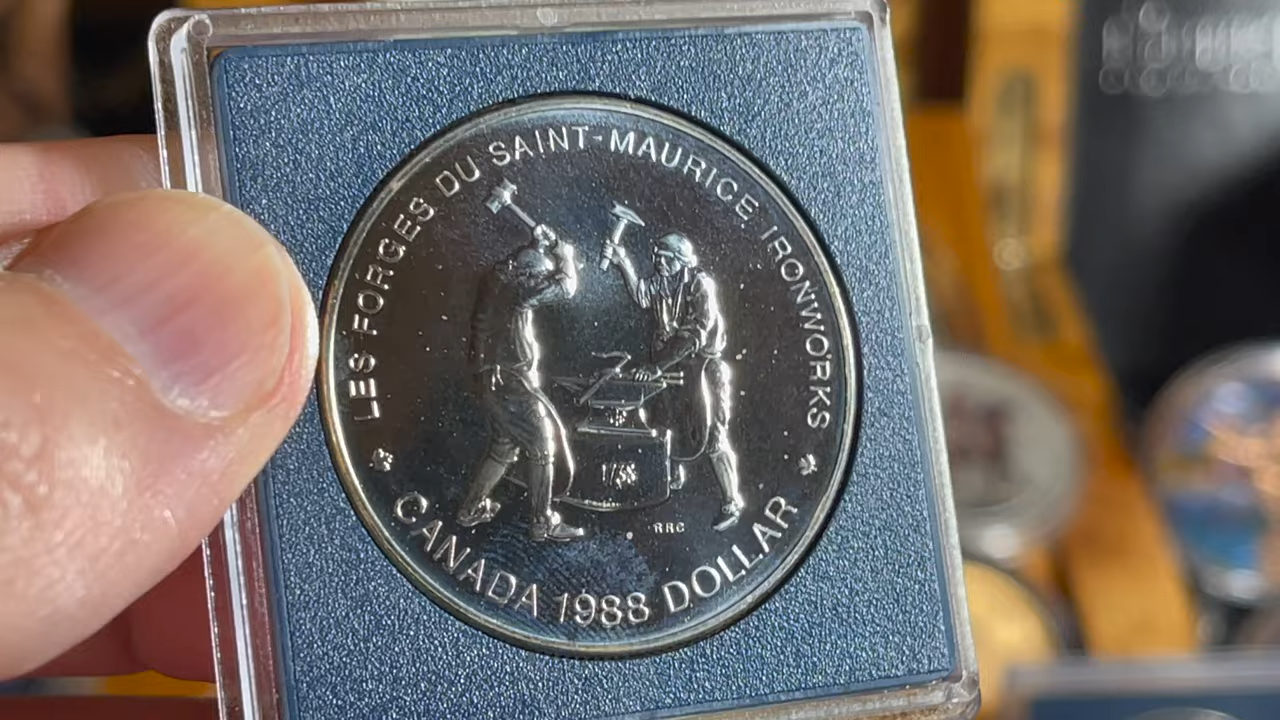 LES FORGES DU SAINT-MAURICE IRONWORKS
1738
RRC
CANADA 1988 DOLLAR